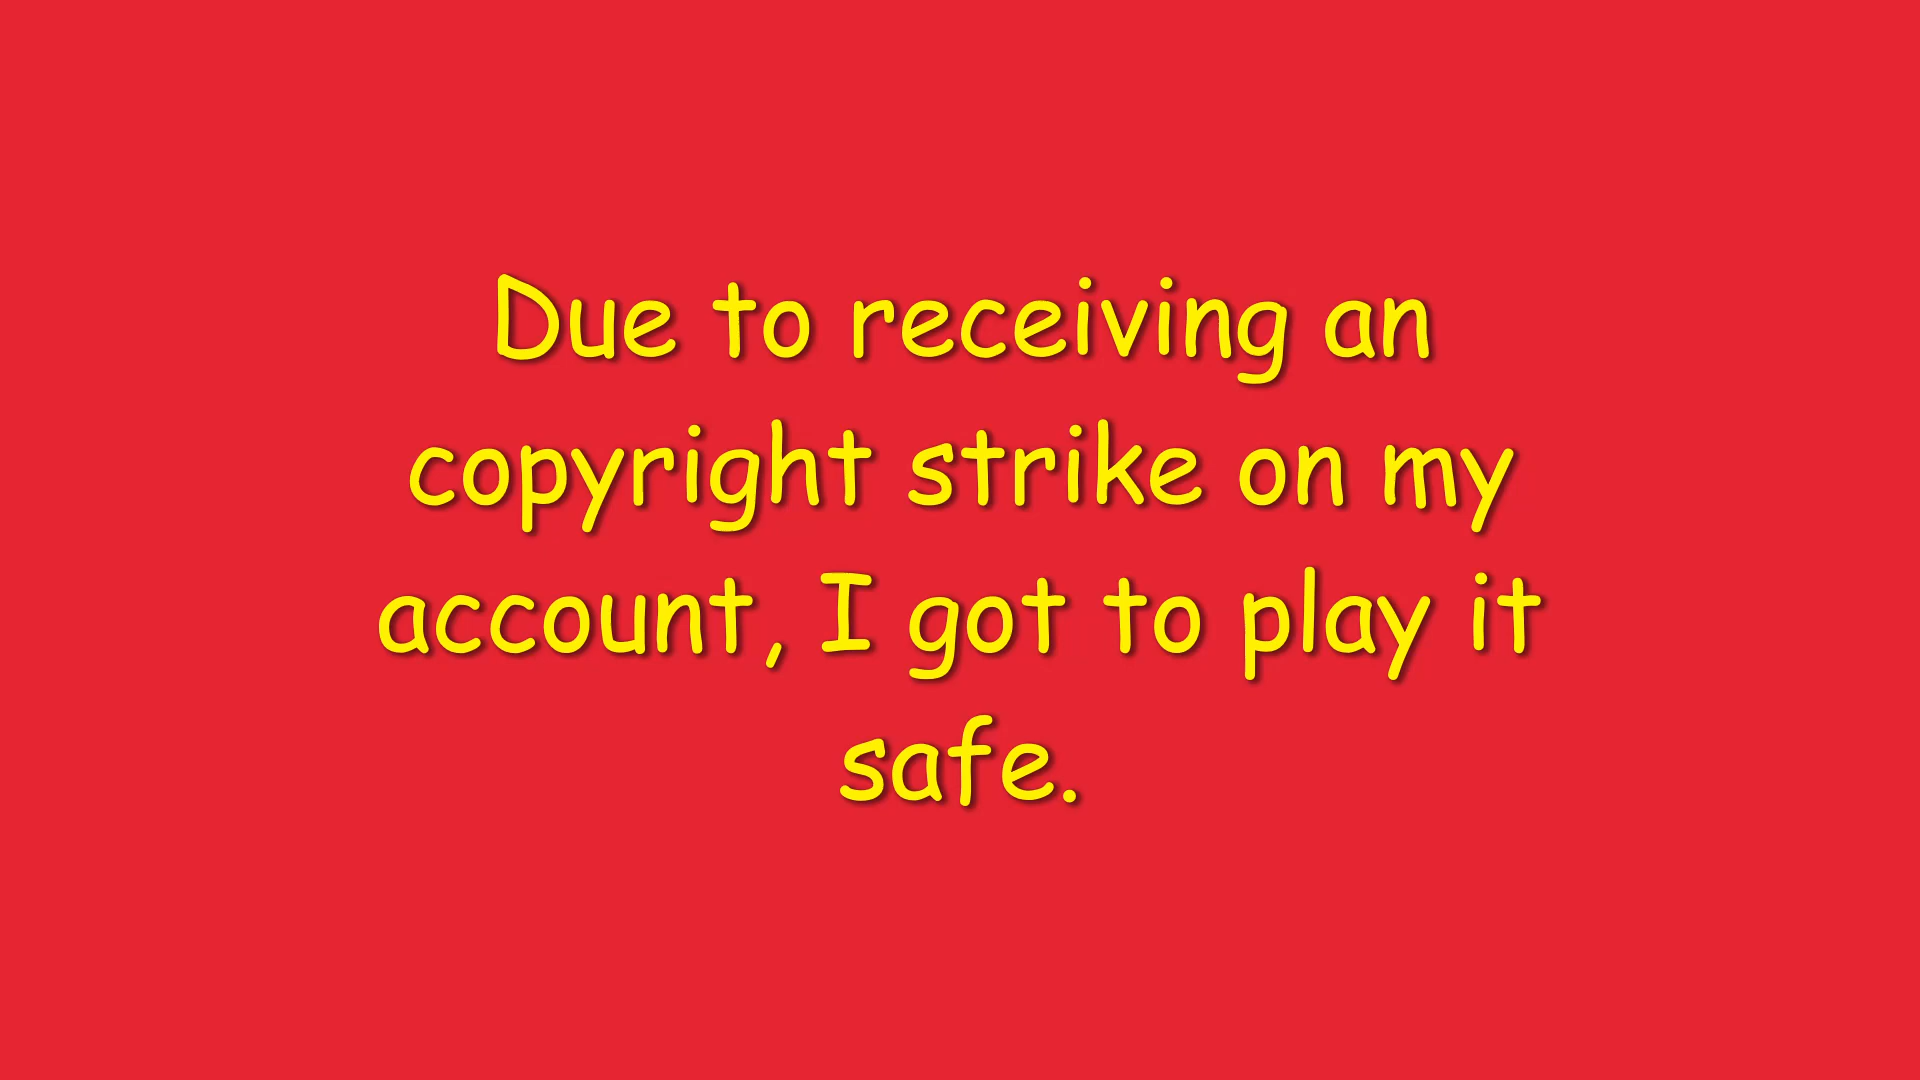 Due to receiving an
copyright strike on my
account, I got to play it
safe.